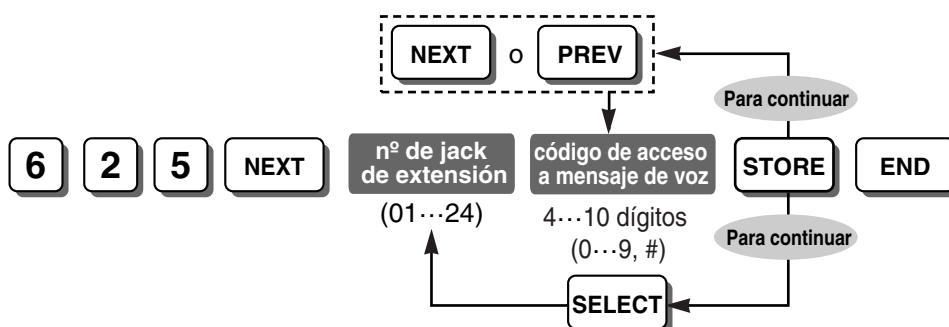 NEXT o PREV
Para continuar
6 2 5 NEXT
nº de jack
de extensión
(01···24)
código de acceso
a mensaje de voz
4···10 dígitos
(0···9, #)
STORE
END
Para continuar
SELECT